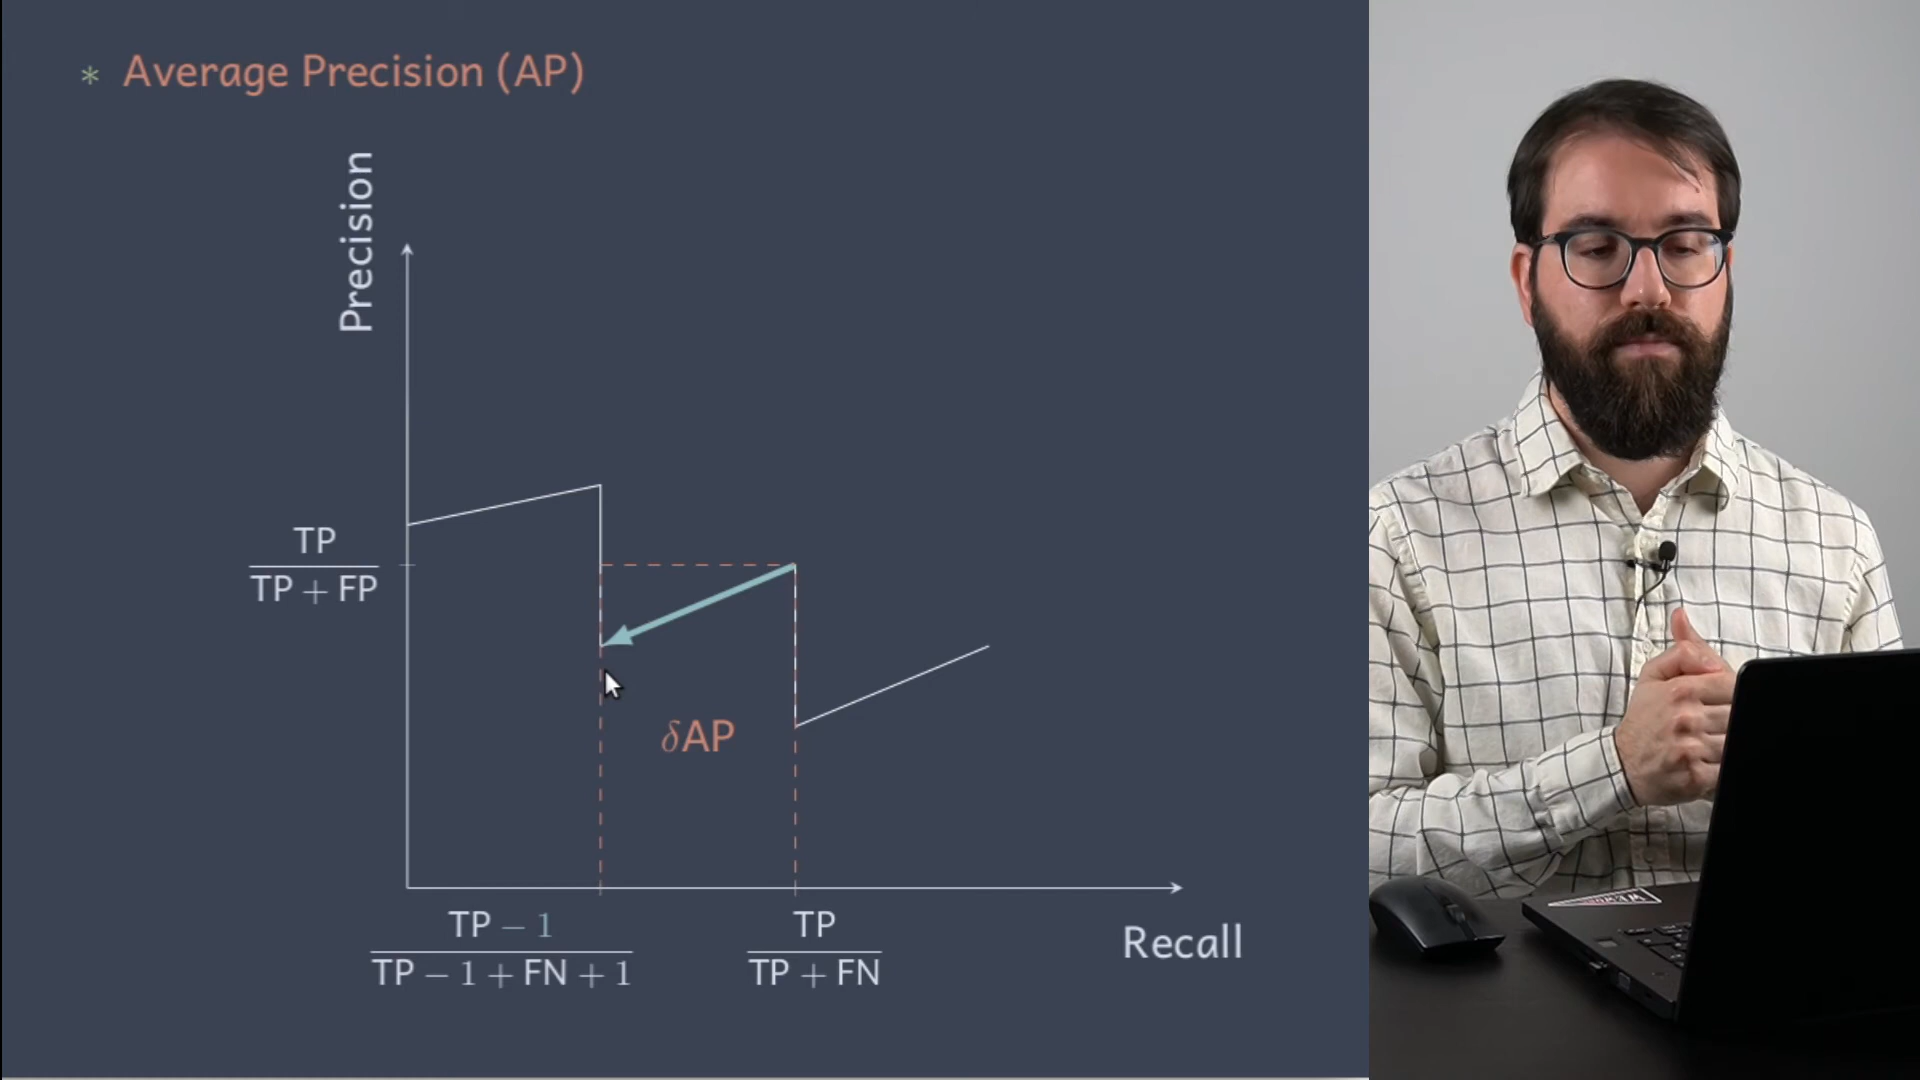 * Average Precision (AP)
Precision
TP
TP + FP
δAP
TP − 1
TP − 1 + FN + 1
TP
TP + FN
Recall